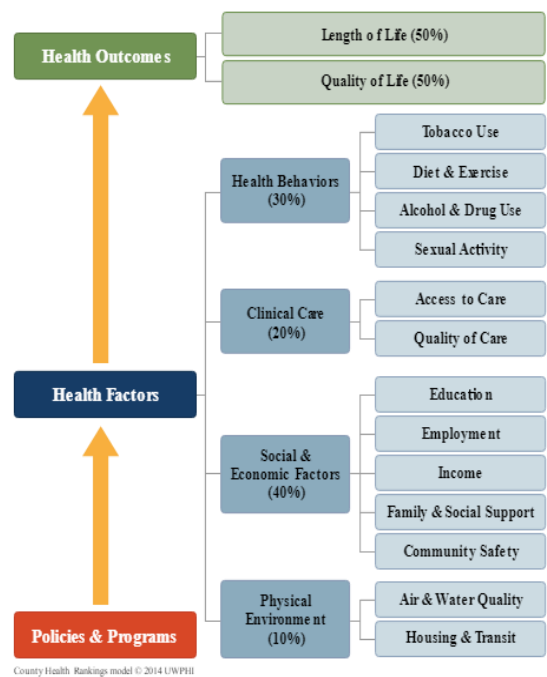 Health Outcomes
Length of Life (50%)
Quality of Life (50%)
Health Factors
Health Behaviors
(30%)
Tobacco Use
Diet & Exercise
Alcohol & Drug Use
Sexual Activity
Clinical Care
(20%)
Access to Care
Quality of Care
Social &
Economic Factors
(40%)
Education
Employment
Income
Family & Social Support
Community Safety
Physical
Environment
(10%)
Air & Water Quality
Housing & Transit
Policies & Programs
County Health Rankings model © 2014 UWPHI